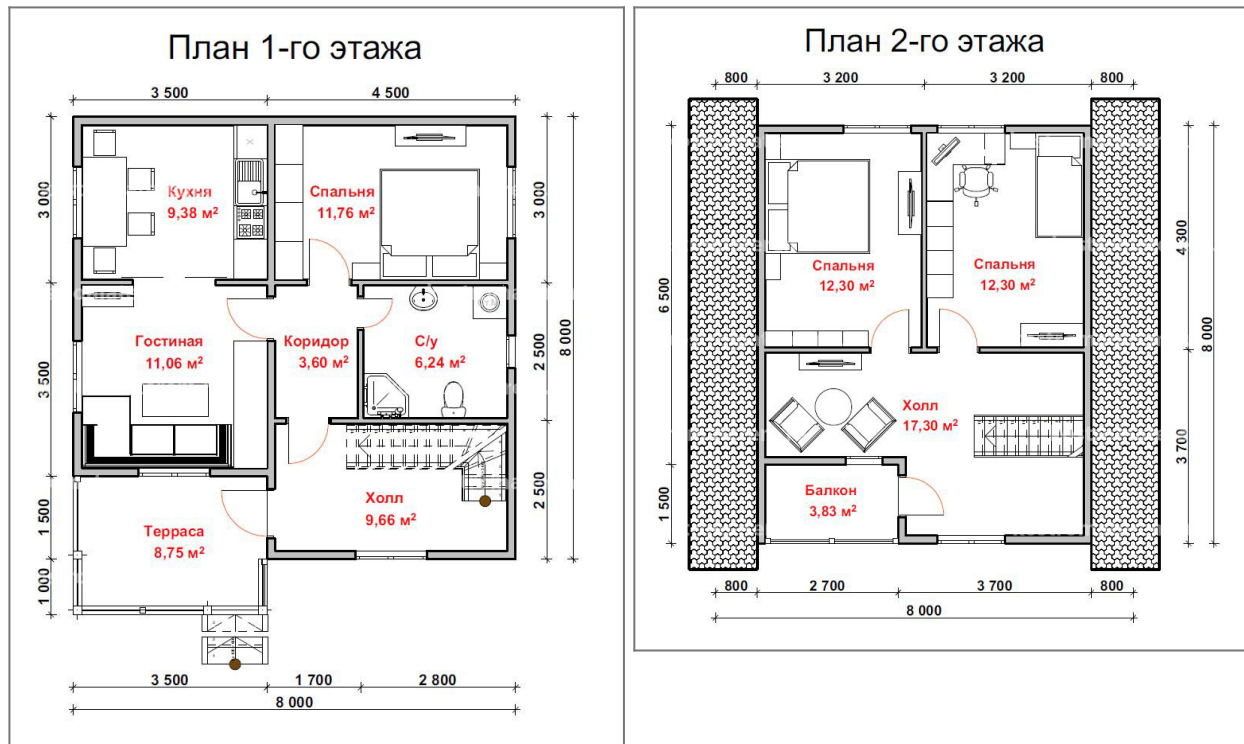 План 1-го этажа
3 500
4 500
3 000
3 000
Кухня
9,38 м²
Спальня
11,76 м²
Гостиная
11,06 м²
Коридор
3,60 м²
С/у
6,24 м²
3 500
2 500
8 000
Холл
9,66 м²
2 500
Терраса
8,75 м²
1 500
1 000
3 500
1 700
2 800
8 000
План 2-го этажа
800
3 200
3 200
800
Спальня
12,30 м²
Спальня
12,30 м²
6 500
4 300
8 000
Холл
17,30 м²
3 700
Балкон
3,83 м²
1 500
800
2 700
3 700
800
8 000